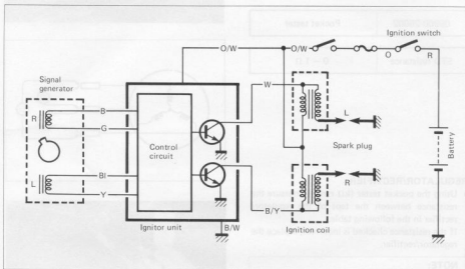 Ignition switch
O/W
O/W
O
R
Signal generator
W
R
B
G
L
Control circuit
Spark plug
Battery
Bl
L
Y
R
B/Y
Ignitor unit
B/W
Ignition coil